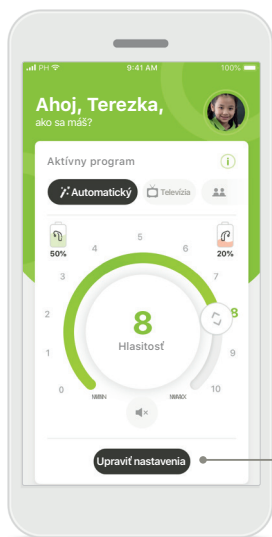 PH 9:41 AM 100%
Ahoj, Terezka,
ako sa máš?
Aktívny program
i
Automatický Televízia
50% 20%
0
1
2
3
4
5
6
7
8
9
10
8
Hlasitosť
MIN MAX
Upraviť nastavenia